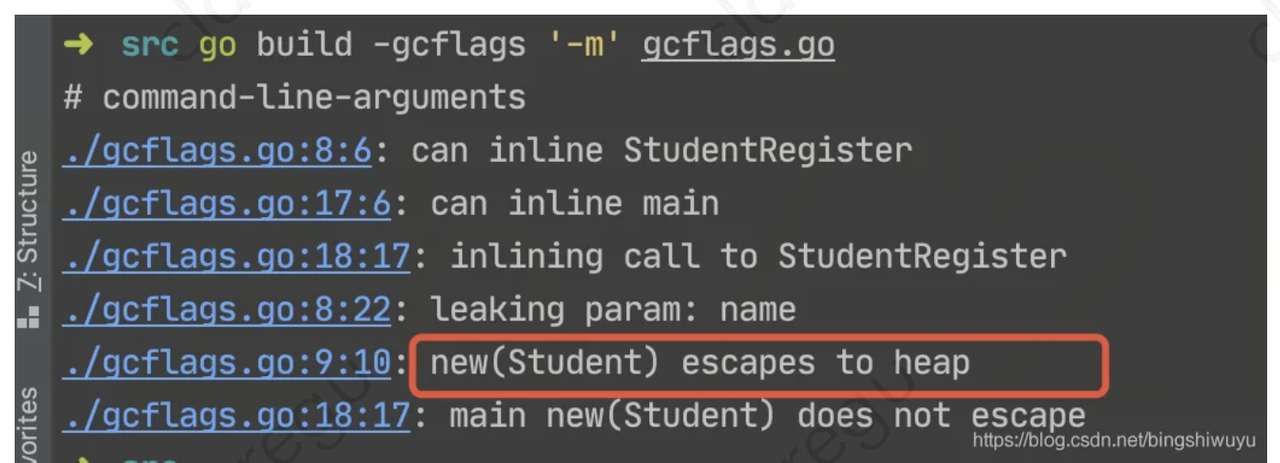 ➜ src go build -gcflags '-m' gcflags.go
# command-line-arguments
./gcflags.go:8:6: can inline StudentRegister
./gcflags.go:17:6: can inline main
./gcflags.go:18:17: inlining call to StudentRegister
./gcflags.go:8:22: leaking param: name
./gcflags.go:9:10: new(Student) escapes to heap
./gcflags.go:18:17: main new(Student) does not escape
7: Structure
https://blog.csdn.net/bingshiwuyu